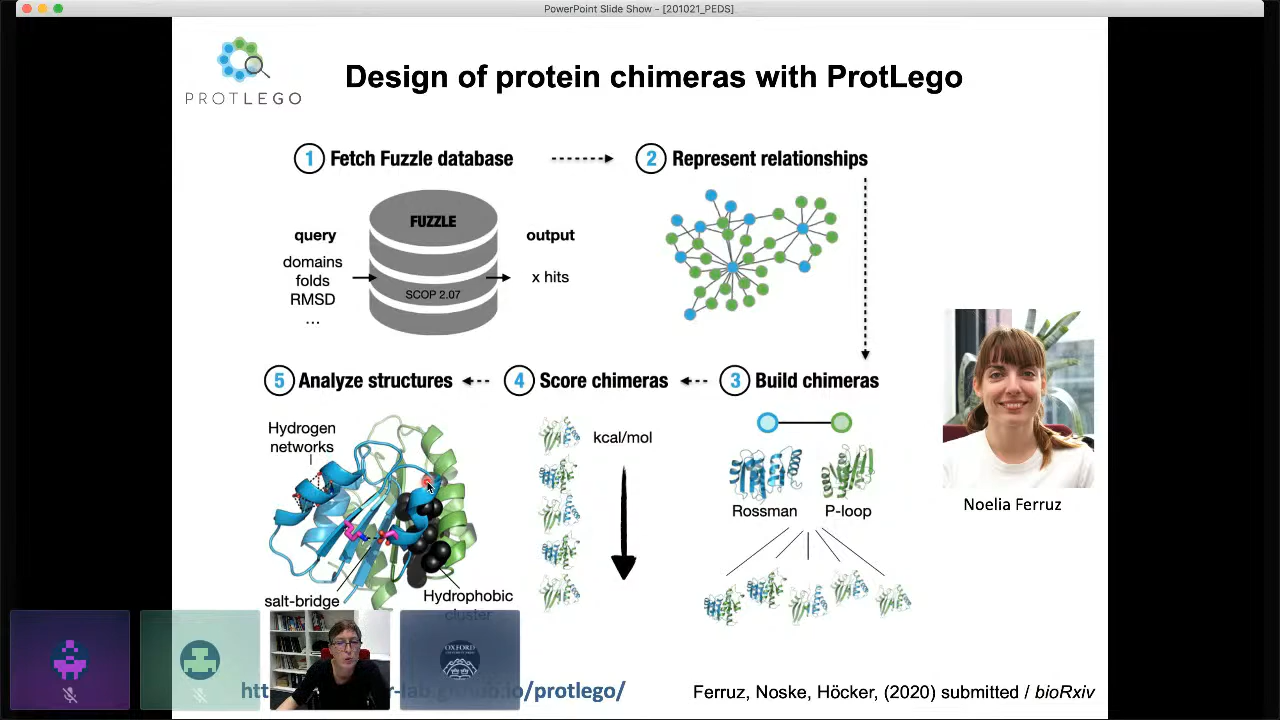 PowerPoint Slide Show - [201021_PEDS]
PROTLEGO
Design of protein chimeras with ProtLego
1 Fetch Fuzzle database
2 Represent relationships
FUZZLE
query
output
domains
folds
RMSD
...
x hits
SCOP 2.07
5 Analyze structures
4 Score chimeras
3 Build chimeras
Hydrogen
networks
kcal/mol
Rossman
P-loop
Noelia Ferruz
salt-bridge
Hydrophobic
cluster
OXFORD
/protlego/
Ferruz, Noske, Höcker, (2020) submitted / bioRxiv